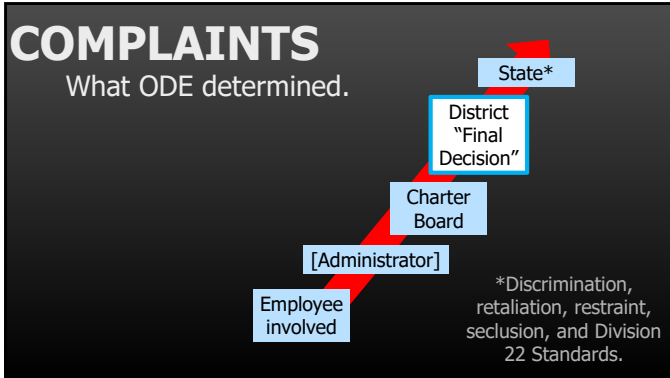 COMPLAINTS
What ODE determined.
State*
District
“Final
Decision”
Charter
Board
[Administrator]
Employee
involved
*Discrimination,
retaliation, restraint,
seclusion, and Division
22 Standards.